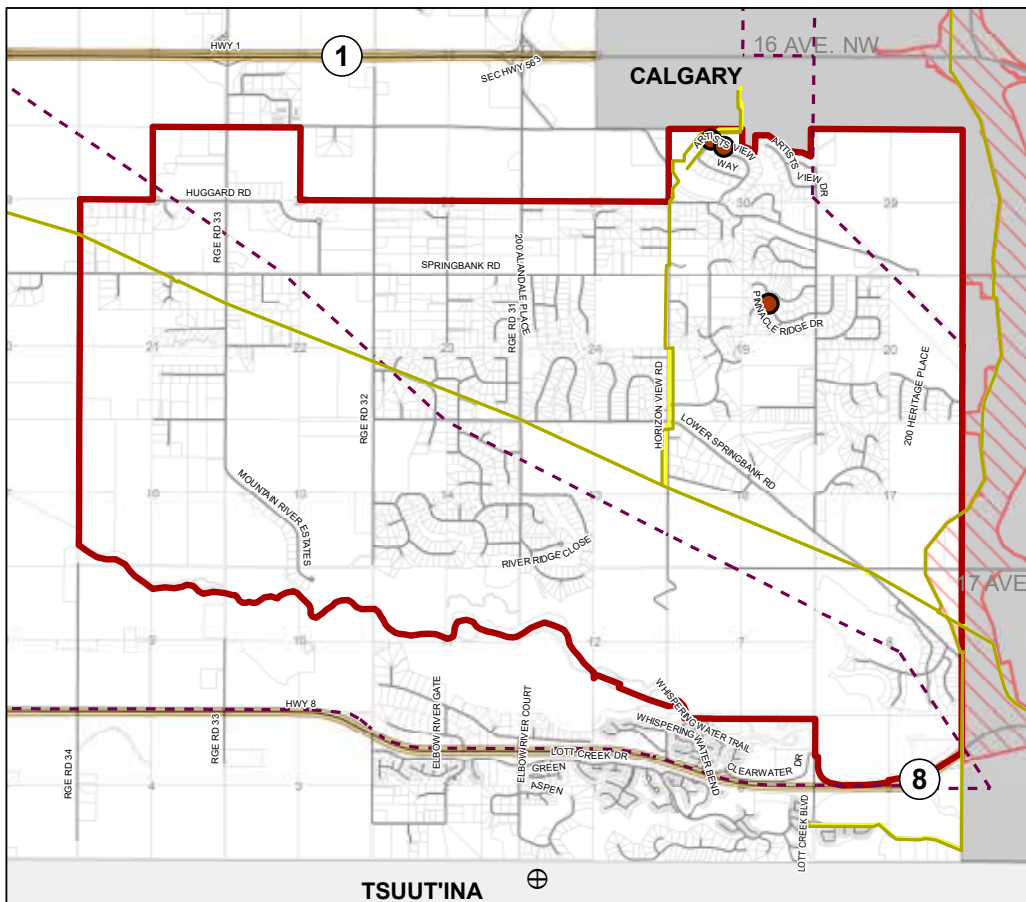 HWY 1
1
SEC HWY 563
16 AVE. NW
CALGARY
ARTISTS VIEW
WAY
ARTISTS
VIEW DR
HUGGARD RD
RGE RD 33
30
29
SPRINGBANK RD
200 ALANDALE PLACE
RGE RD 31
PINNACLE RIDGE DR
21
22
23
24
19
20
RGE RD 32
HORIZON VIEW RD
LOWER SPRINGBANK RD
200 HERITAGE PLACE
MOUNTAIN RIVER
ESTATES
16
13
14
18
17
RIVER RIDGE CLOSE
17 AVE
9
10
12
7
WHISPERING WATER TRAIL
WHISPERING WATER BEND
HWY 8
RGE RD 34
RGE RD 33
ELBOW RIVER GATE
ELBOW RIVER COURT
LOTT CREEK DR
GREEN
ASPEN
CLEARWATER DR
8
LOTT CREEK BLVD
4
3
TSUUT'INA